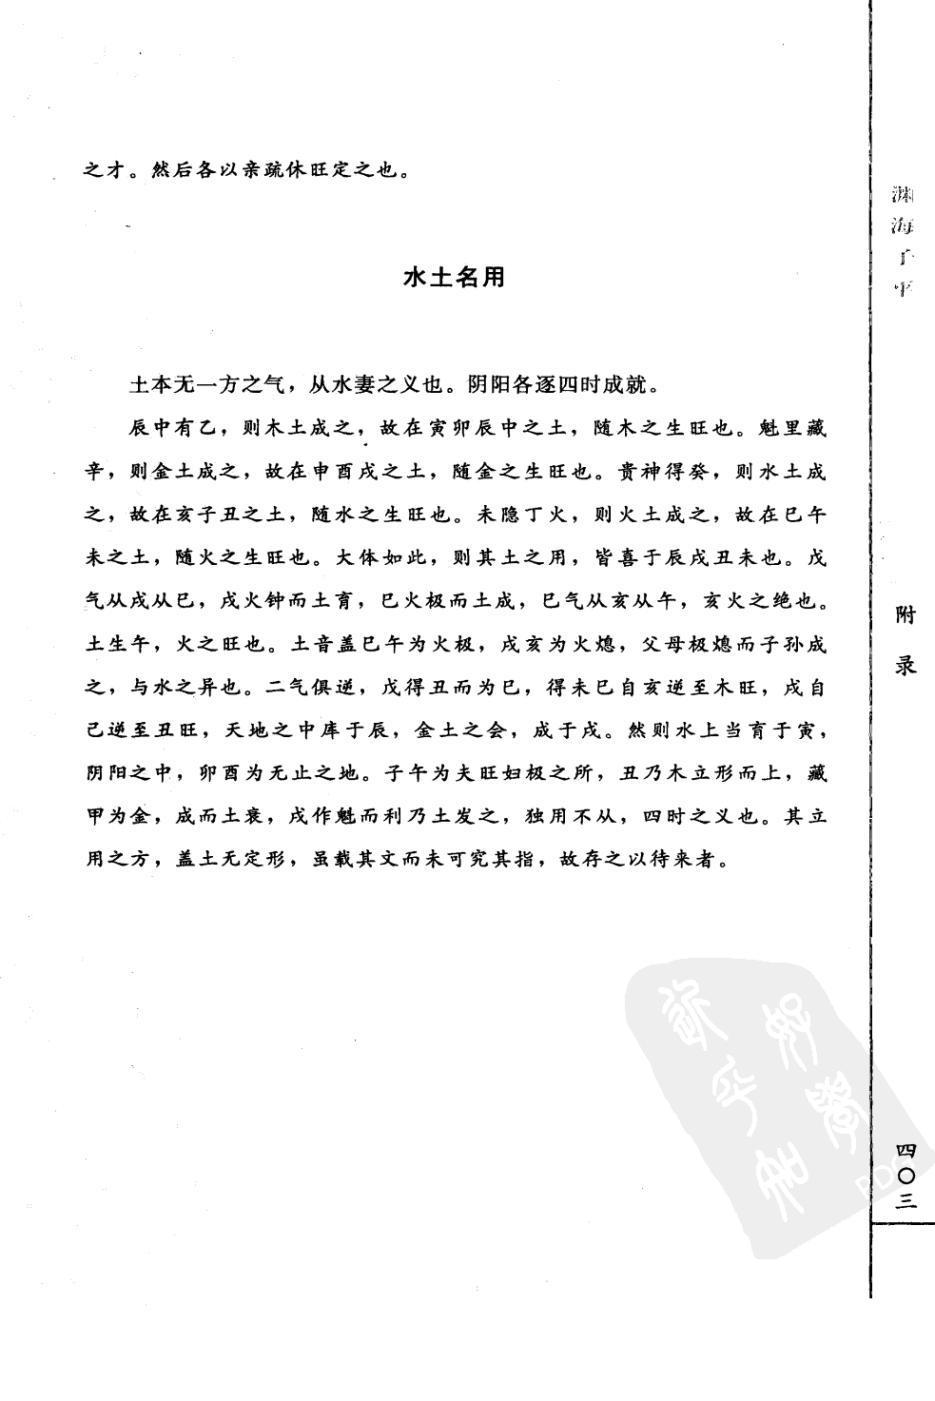 之才。然后各以亲疏休旺定之也。
水土名用
土本无一方之气，从水妻之义也。阴阳各逐四时成就。
辰中有乙，则木土成之，故在寅卯辰中之土，随木之生旺也。魁里藏
辛，则金土成之，故在申酉戌之土，随金之生旺也。贵神得癸，则水土成
之，故在亥子丑之土，随水之生旺也。未隐丁火，则火土成之，故在巳午
未之土，随火之生旺也。大体如此，则其土之用，皆喜于辰戌丑未也。戊
气从戌从巳，戌火钟而土育，巳火极而土成，巳气从亥从午，亥火之绝也。
土生午，火之旺也。土音盖巳午为火极，戌亥为火熄，父母极熄而子孙成
之，与水之异也。二气俱逆，戊得丑而为巳，得未巳自亥逆至木旺，戌自
己逆至丑旺，天地之中库于辰，金土之会，成于戌。然则水上当育于寅，
阴阳之中，卯酉为无止之地。子午为夫旺妇极之所，丑乃木立形而上，藏
甲为金，成而土衰，戌作魁而利乃土发之，独用不从，四时之义也。其立
用之方，盖土无定形，虽载其文而未可究其指，故存之以待来者。
渊海子平
附录
四〇三